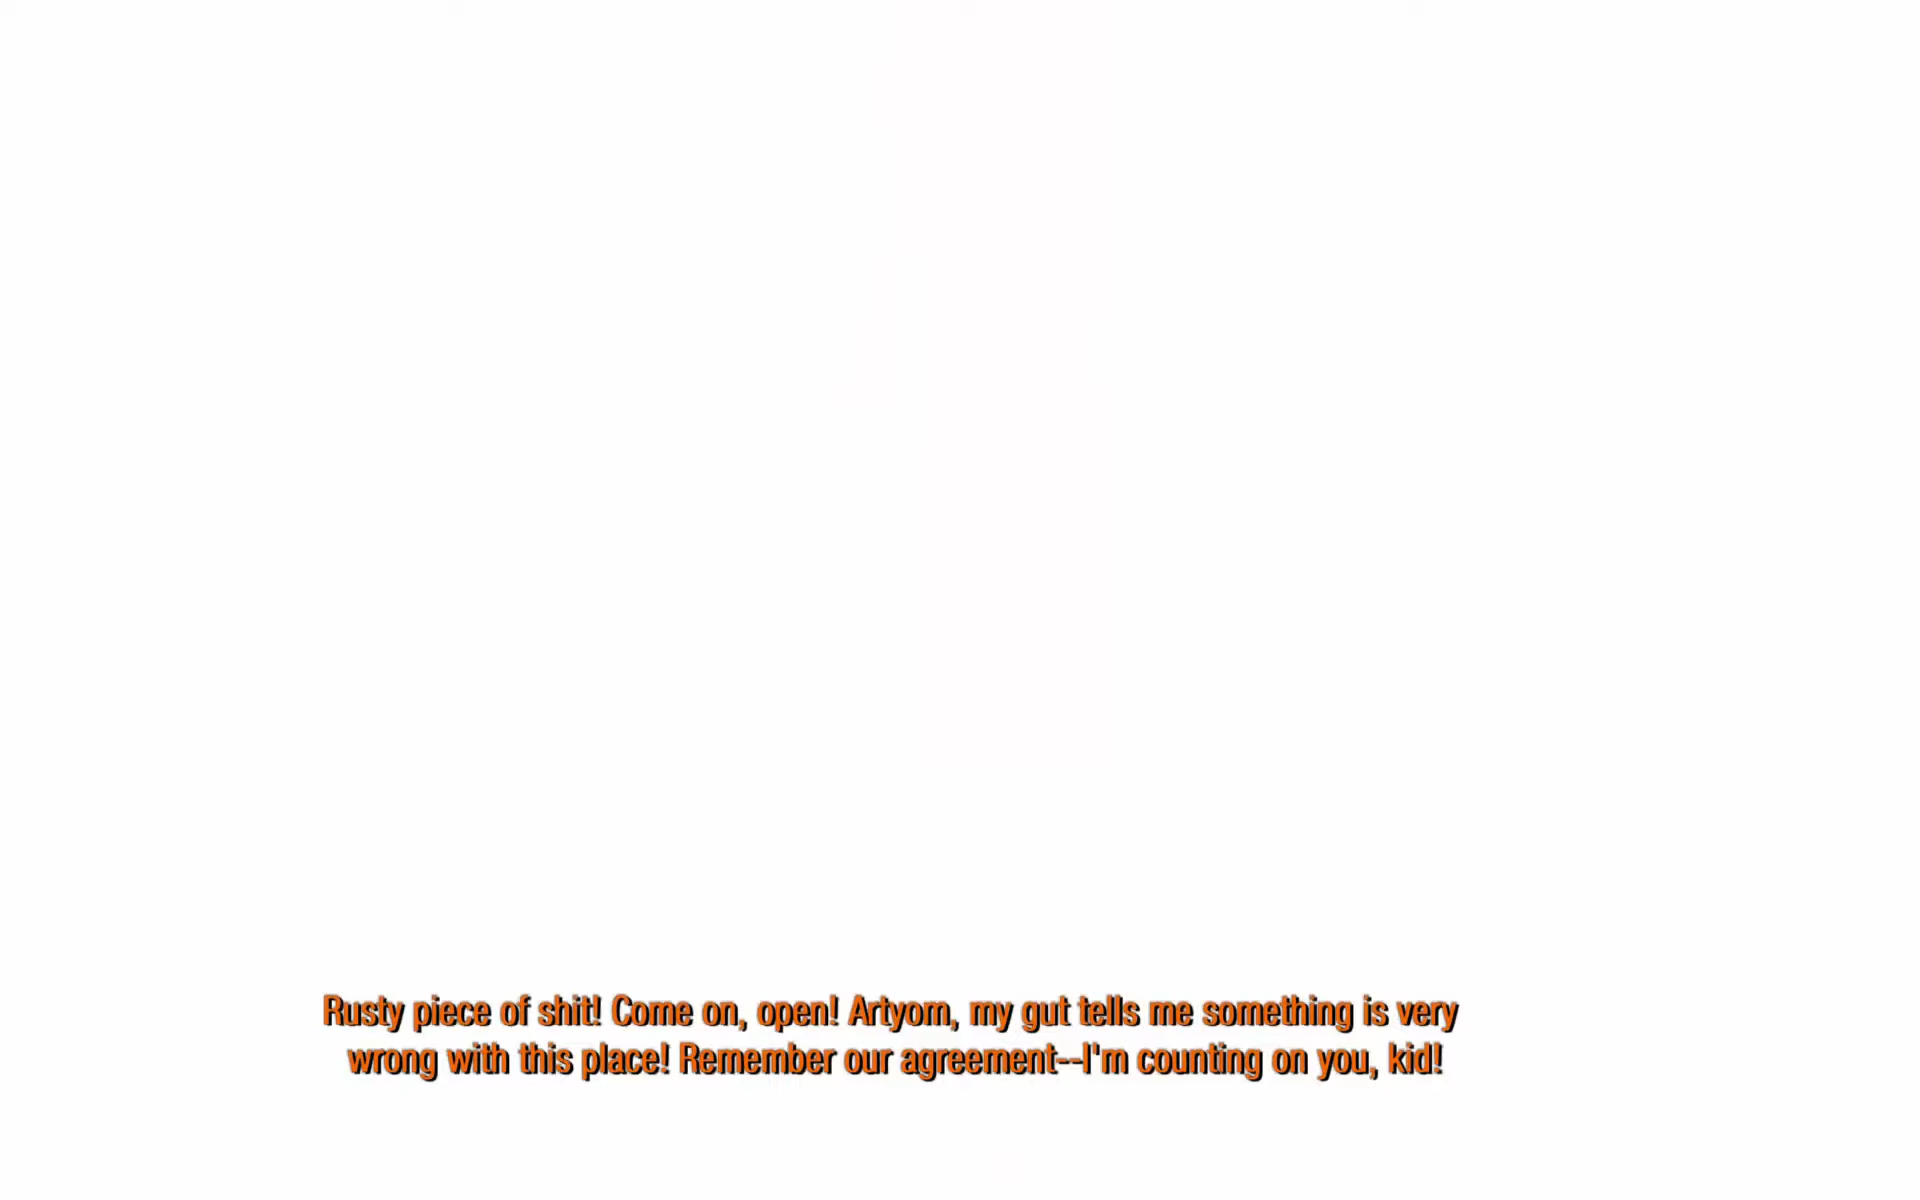 Rusty piece of shit! Come on, open! Artyom, my gut tells me something is very
wrong with this place! Remember our agreement--I'm counting on you, kid!